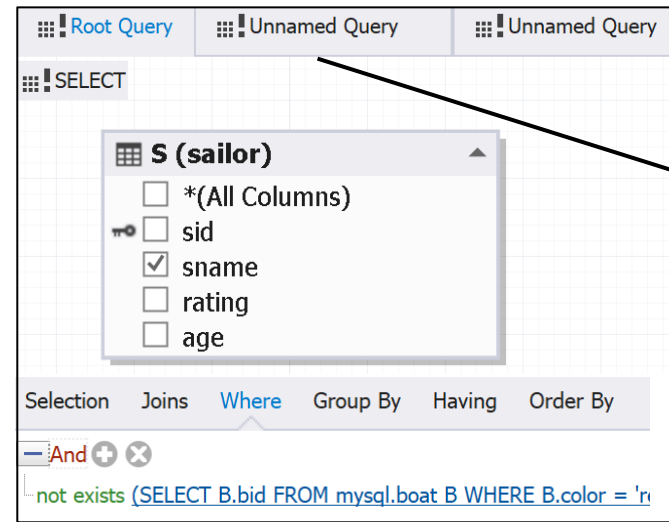 Root Query Unnamed Query Unnamed Query
SELECT
S (sailor)
*(All Columns)
sid
sname
rating
age
Selection Joins Where Group By Having Order By
And
not exists (SELECT B.bid FROM mysql.boat B WHERE B.color = 're